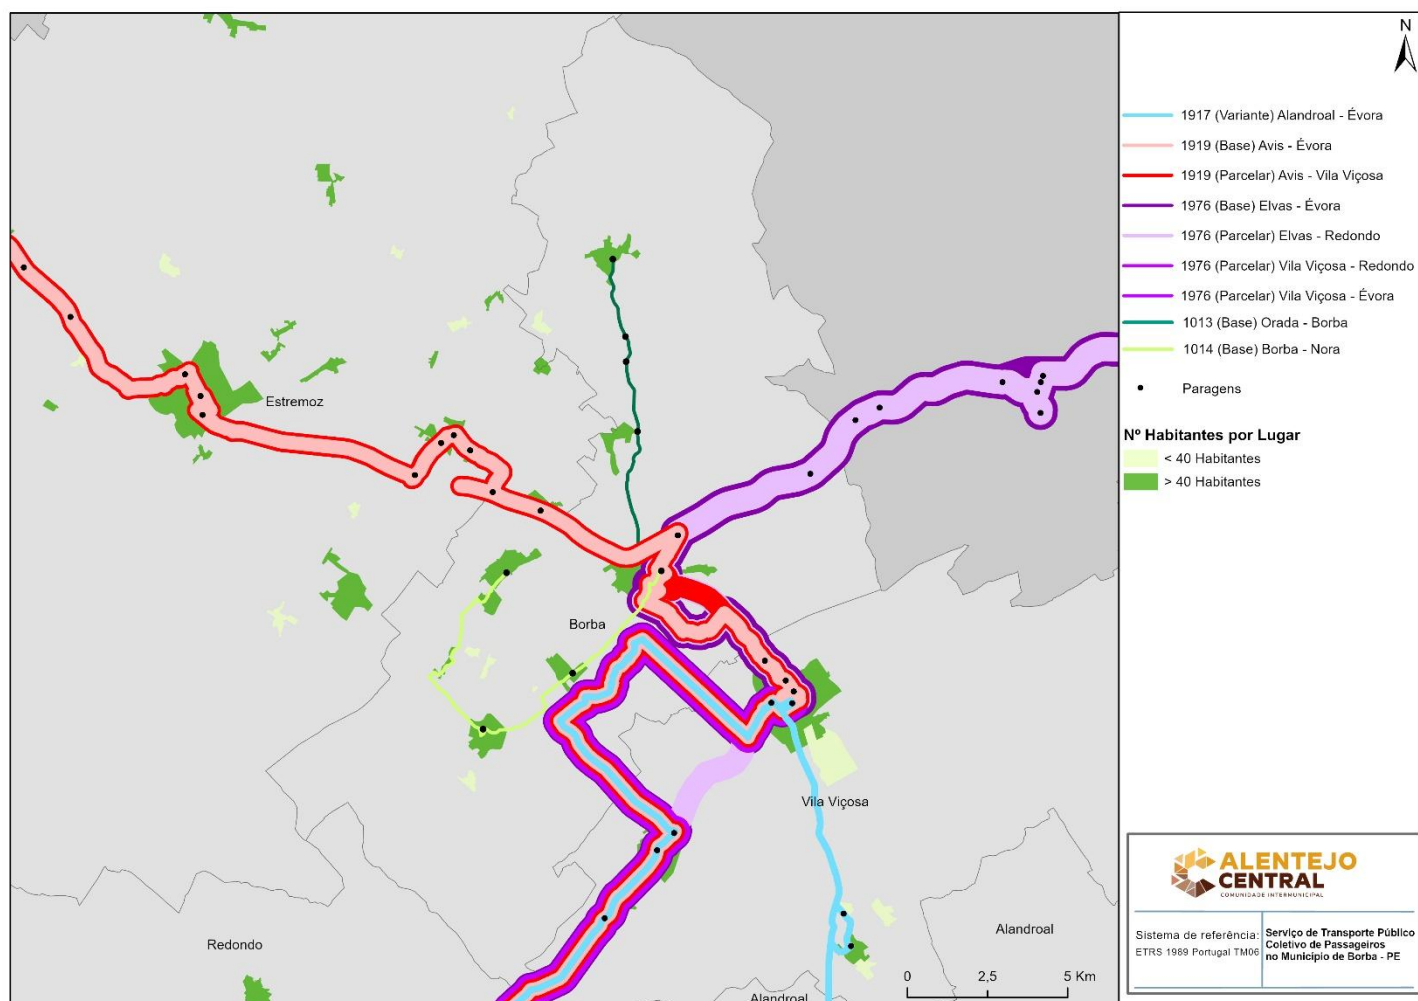 N
1917 (Variante) Alandroal - Évora
1919 (Base) Avis - Évora
1919 (Parcelar) Avis - Vila Viçosa
1976 (Base) Elvas - Évora
1976 (Parcelar) Elvas - Redondo
1976 (Parcelar) Vila Viçosa - Redondo
1976 (Parcelar) Vila Viçosa - Évora
1013 (Base) Orada - Borba
1014 (Base) Borba - Nora
Paragens
Nº Habitantes por Lugar
< 40 Habitantes
> 40 Habitantes
Estremoz
Borba
Vila Viçosa
Redondo
Alandroal
Alandroal
0 2,5 5 Km
ALENTEJO
CENTRAL
COMUNIDADE INTERMUNICIPAL
Sistema de referência:
ETRS 1989 Portugal TM06
Serviço de Transporte Público
Coletivo de Passageiros
no Município de Borba - PE